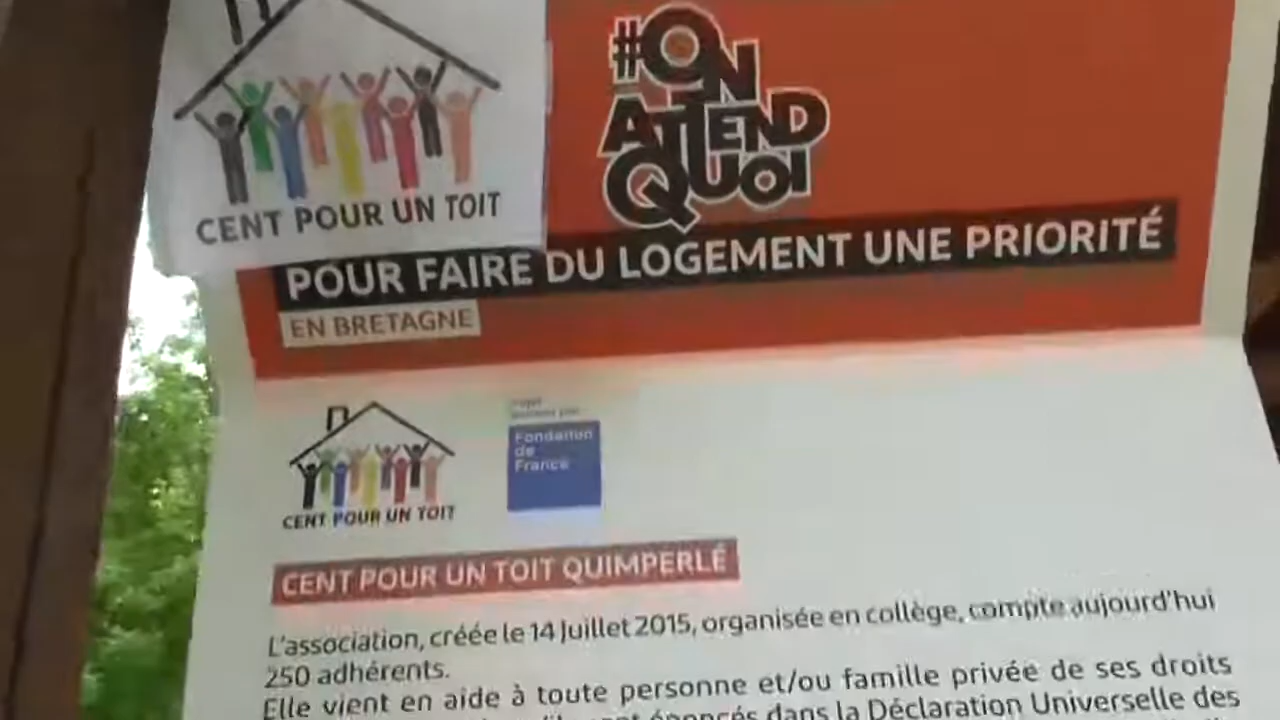 #ON
ATTEND
QUOI
CENT POUR UN TOIT
POUR FAIRE DU LOGEMENT UNE PRIORITÉ
EN BRETAGNE
Fondation
de
France
CENT POUR UN TOIT
CENT POUR UN TOIT QUIMPERLÉ
L'association, créée le 14 Juillet 2015, organisée en collège, compte aujourd'hui
250 adhérents.
Elle vient en aide à toute personne et/ou famille privée de ses droits
énoncés dans la Déclaration Universelle des